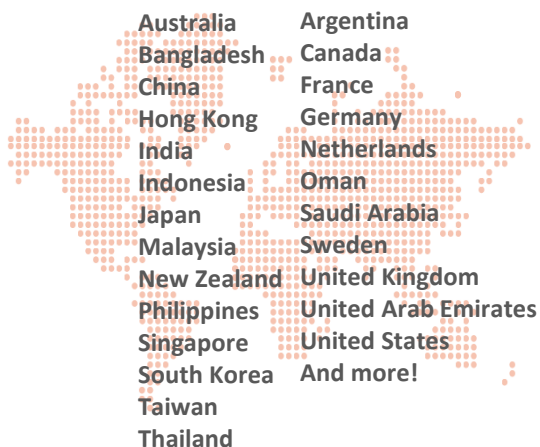 Australia
Bangladesh
China
Hong Kong
India
Indonesia
Japan
Malaysia
New Zealand
Philippines
Singapore
South Korea
Taiwan
Thailand
Argentina
Canada
France
Germany
Netherlands
Oman
Saudi Arabia
Sweden
United Kingdom
United Arab Emirates
United States
And more!